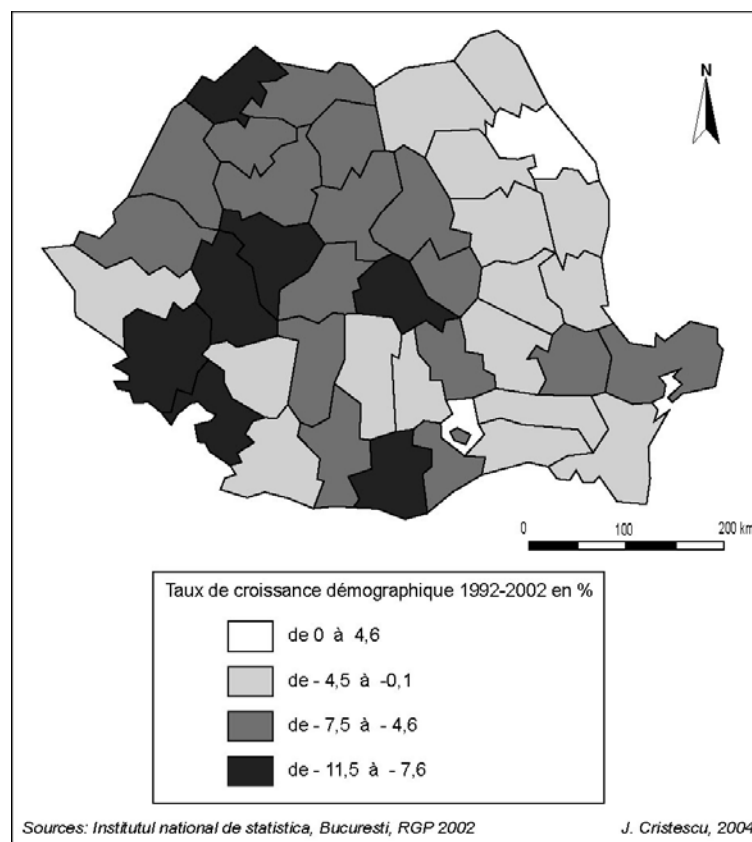 N
0 100 200 km
Taux de croissance démographique 1992-2002 en %
de 0 à 4,6
de - 4,5 à -0,1
de - 7,5 à - 4,6
de - 11,5 à - 7,6
Sources: Institutul national de statistica, Bucuresti, RGP 2002 J. Cristescu, 2004